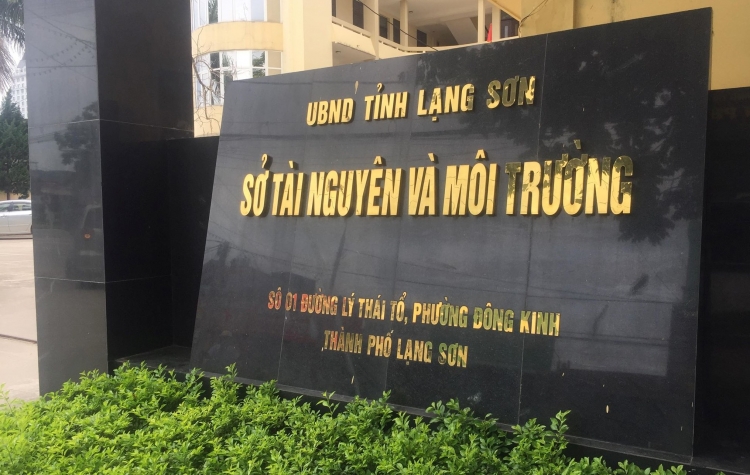 UBND TỈNH LẠNG SƠN
SỞ TÀI NGUYÊN VÀ MÔI TRƯỜNG
SỐ 01 ĐƯỜNG LÝ THÁI TỔ, PHƯỜNG ĐÔNG KINH
THÀNH PHỐ LẠNG SƠN